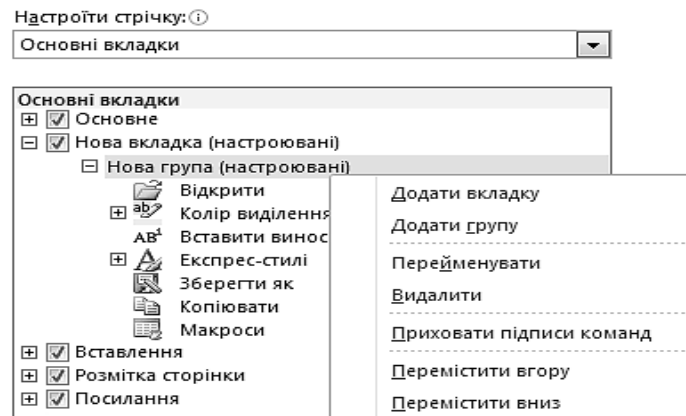 Настроїти стрічку:
Основні вкладки
Основні вкладки
Основне
Нова вкладка (настроювані)
Нова група (настроювані)
Відкрити
Колір виділення
Вставити винос
Експрес-стилі
Зберегти як
Копіювати
Макроси
Вставлення
Розмітка сторінки
Посилання
Додати вкладку
Додати групу
Перейменувати
Видалити
Приховати підписи команд
Перемістити вгору
Перемістити вниз